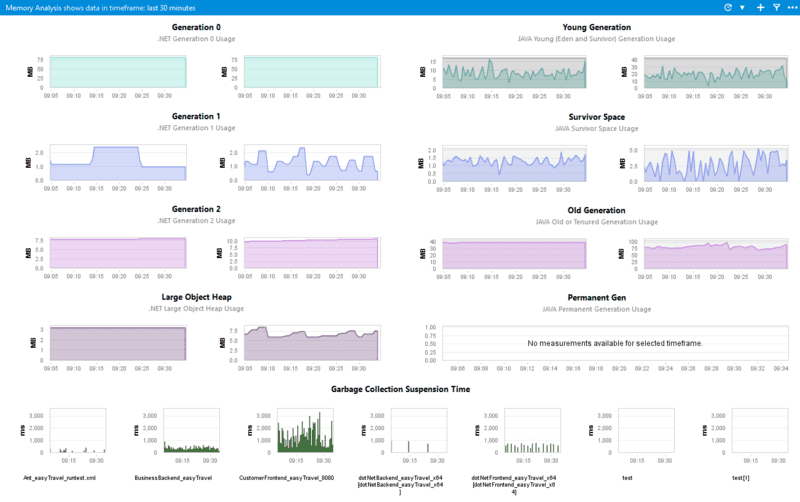 Memory Analysis shows data in timeframe: last 30 minutes
Generation 0
.NET Generation 0 Usage
MB
75
50
25
0
09:05 09:10 09:15 09:20 09:25 09:30
MB
75
50
25
0
09:05 09:10 09:15 09:20 09:25 09:30
Young Generation
JAVA Young (Eden and Survivor) Generation Usage
MB
15
10
5
0
09:05 09:10 09:15 09:20 09:25 09:30
MB
40
30
20
10
0
09:05 09:10 09:15 09:20 09:25 09:30
Generation 1
.NET Generation 1 Usage
MB
2.0
1.0
0.0
09:05 09:10 09:15 09:20 09:25 09:30
MB
2.0
1.0
0.0
09:05 09:10 09:15 09:20 09:25 09:30
Survivor Space
JAVA Survivor Space Usage
MB
2.0
1.5
1.0
0.5
0.0
09:05 09:10 09:15 09:20 09:25 09:30
MB
5.0
2.5
0.0
09:05 09:10 09:15 09:20 09:25 09:30
Generation 2
.NET Generation 2 Usage
MB
7.5
5.0
2.5
0.0
09:05 09:10 09:15 09:20 09:25 09:30
MB
10.0
7.5
5.0
2.5
0.0
09:05 09:10 09:15 09:20 09:25 09:30
Old Generation
JAVA Old or Tenured Generation Usage
MB
40
30
20
10
0
09:05 09:10 09:15 09:20 09:25 09:30
MB
100
75
50
25
0
09:05 09:10 09:15 09:20 09:25 09:30
Large Object Heap
.NET Large Object Heap Usage
MB
3
2
1
0
09:05 09:10 09:15 09:20 09:25 09:30
MB
7.5
5.0
2.5
0.0
09:05 09:10 09:15 09:20 09:25 09:30
Permanent Gen
JAVA Permanent Generation Usage
MB
1.00
0.75
0.50
0.25
0.00
No measurements available for selected timeframe.
09:06 09:08 09:10 09:12 09:14 09:16 09:18 09:20 09:22 09:24 09:26 09:28 09:30 09:32 09:34
Garbage Collection Suspension Time
ms
3,000
2,000
1,000
0
09:15 09:30
Ant_easyTravel_runtest.xml
ms
3,000
2,000
1,000
0
09:15 09:30
BusinessBackend_easyTravel
ms
3,000
2,000
1,000
0
09:15 09:30
CustomerFrontend_easyTravel_8080
ms
3,000
2,000
1,000
0
09:15 09:30
dotNetBackend_easyTravel_x64
[dotNetBackend_easyTravel_x64
]
ms
3,000
2,000
1,000
0
09:15 09:30
dotNetFrontend_easyTravel_x64
[dotNetFrontend_easyTravel_x6
4]
ms
3,000
2,000
1,000
0
09:15 09:30
test
ms
3,000
2,000
1,000
0
09:15 09:30
test[1]